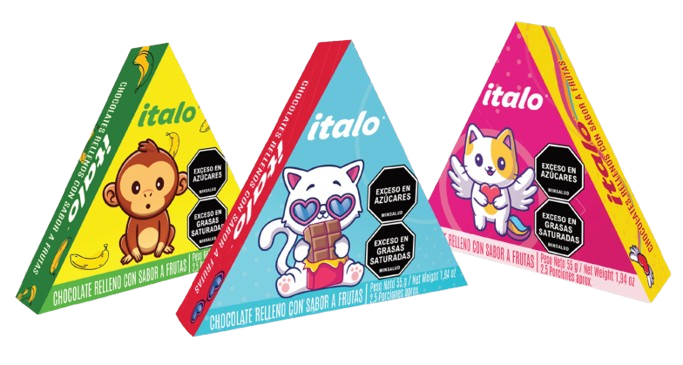 CHOCOLATES RELLENOS CON SABOR A FRUTAS
italo
italo
EXCESO EN
AZÚCARES
MINSALUD
EXCESO EN
GRASAS
SATURADAS
MINSALUD
CHOCOLATE RELLENO CON SABOR A FRUTAS
CHOCOLATES RELLENOS CON SABOR A FRUTAS
italo
italo
EXCESO EN
AZÚCARES
MINSALUD
EXCESO EN
GRASAS
SATURADAS
MINSALUD
CHOCOLATE RELLENO CON SABOR A FRUTAS
Peso Neto 55 g / Net Weight 1,94 oz
2.5 Porciones aprox.
italo
EXCESO EN
AZÚCARES
MINSALUD
EXCESO EN
GRASAS
SATURADAS
MINSALUD
RELLENO CON SABOR A FRUTAS
Peso Neto 55 g / Net Weight 1,94 oz
2.5 Porciones aprox.
italo
CHOCOLATES RELLENOS CON SABOR A FRUTAS